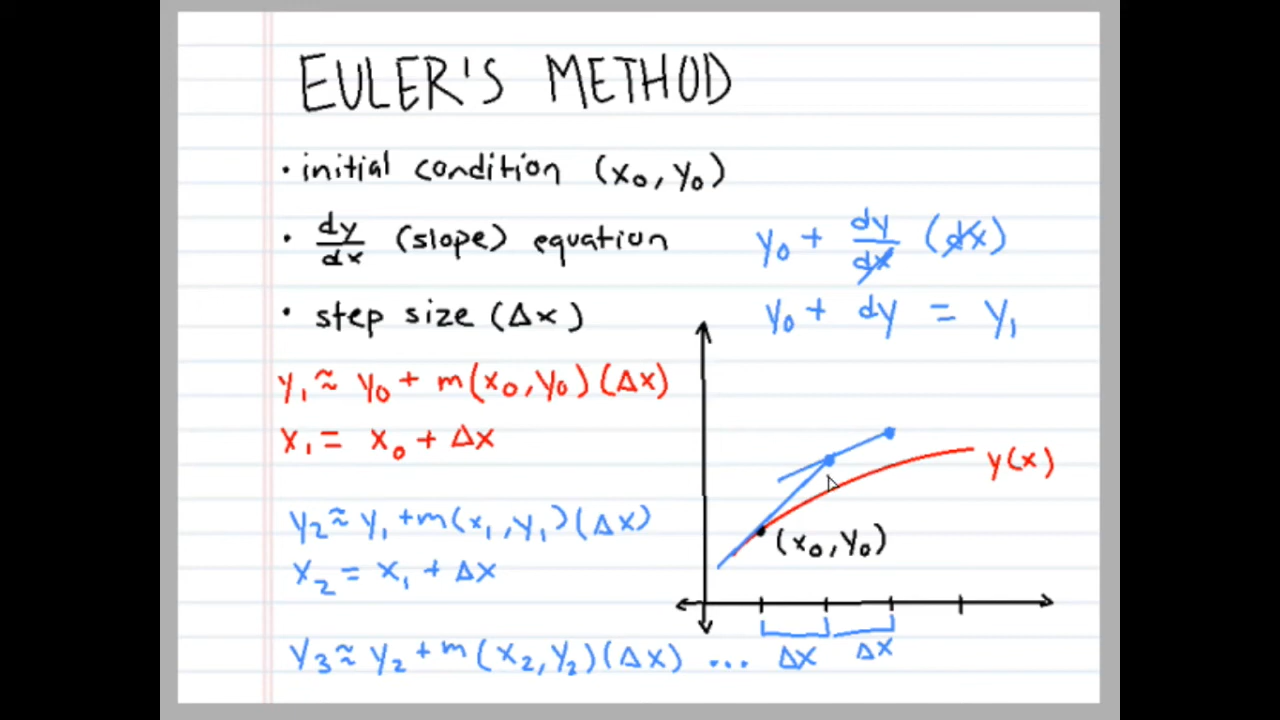 EULER'S METHOD
· initial condition (x₀, y₀)
· dy/dx (slope) equation
y₀ + dy/dx (dx)
· step size (Δx)
y₀ + dy = y₁
y₁ ≈ y₀ + m(x₀, y₀)(Δx)
x₁ = x₀ + Δx
y(x)
y₂ ≈ y₁ + m(x₁, y₁)(Δx)
(x₀, y₀)
x₂ = x₁ + Δx
y₃ ≈ y₂ + m(x₂, y₂)(Δx) ...
Δx Δx